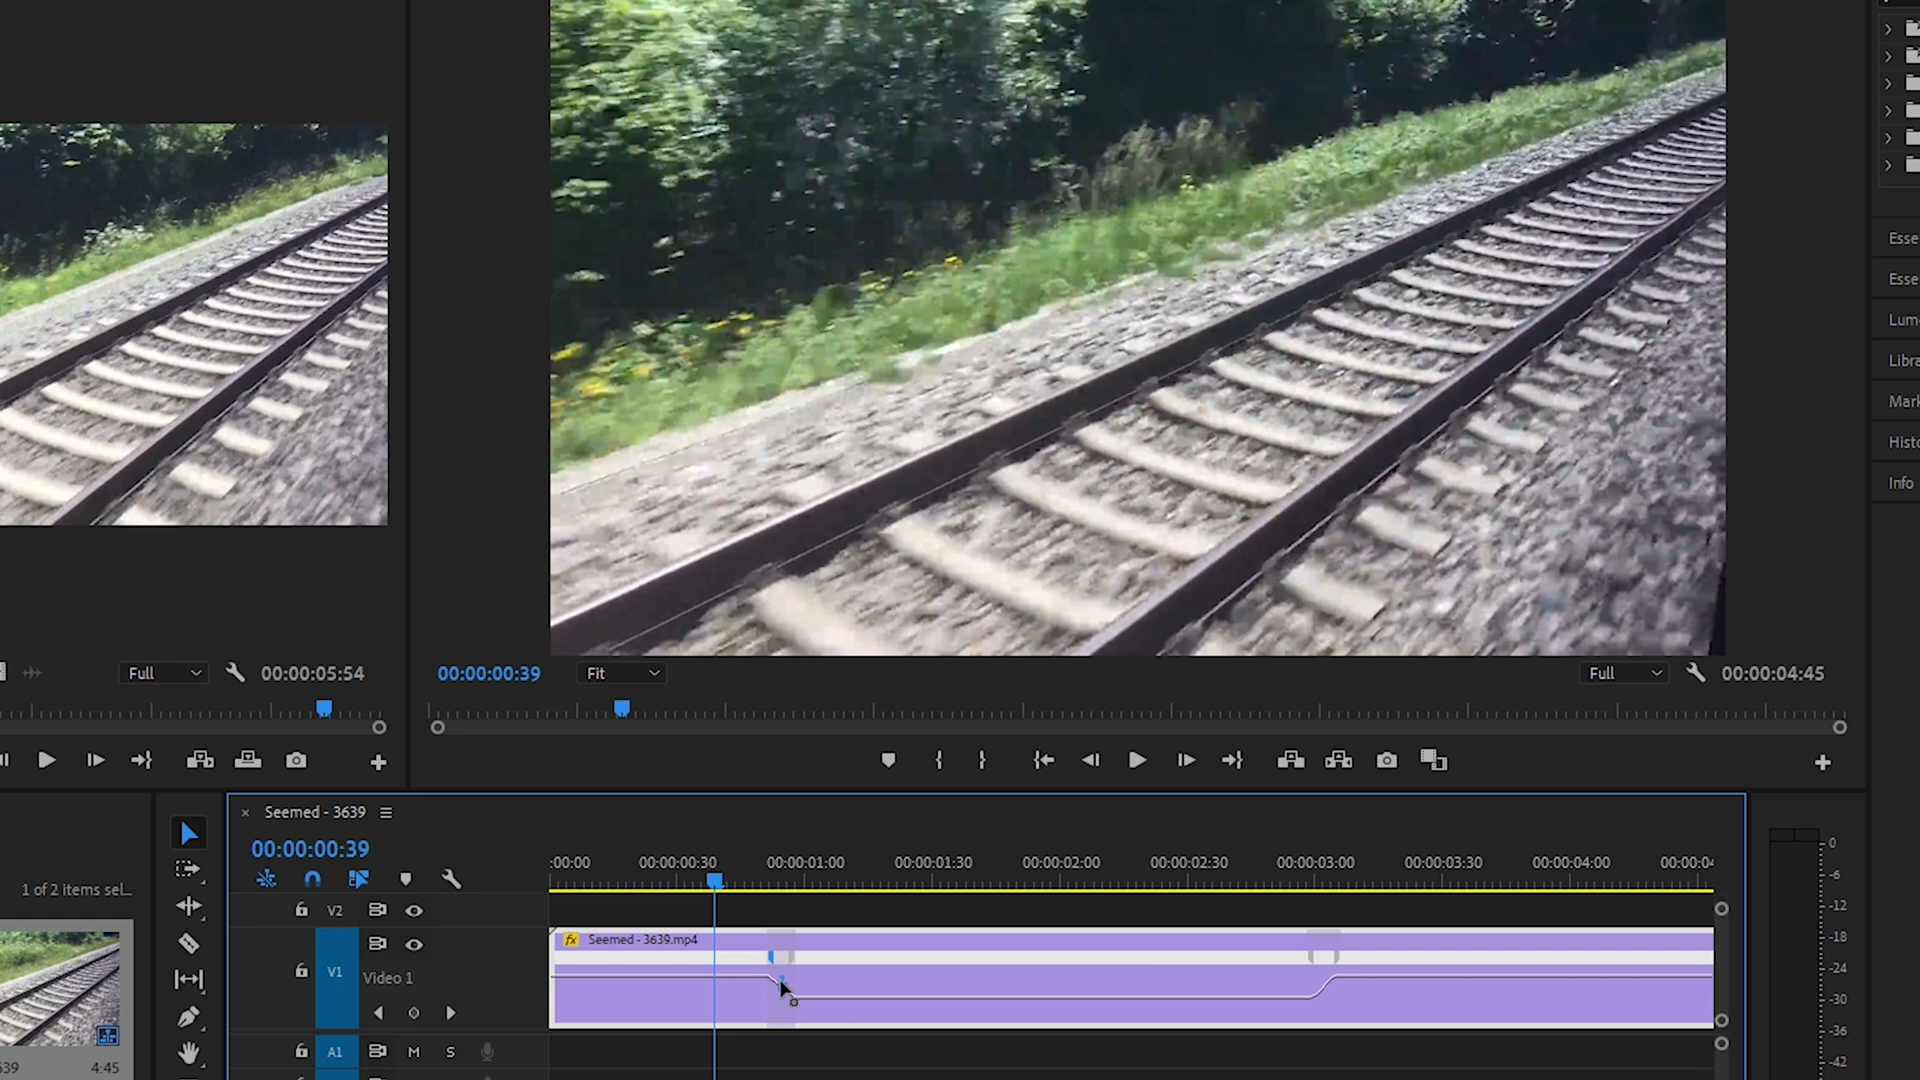 Esse
Esse
Lum
Libra
Mark
Histo
Info
Full
00:00:05:54
00:00:00:39
Fit
Full
00:00:04:45
× Seemed - 3639
00:00:00:39
:00:00 00:00:00:30 00:00:01:00 00:00:01:30 00:00:02:00 00:00:02:30 00:00:03:00 00:00:03:30 00:00:04:00 00:00:04
1 of 2 items sel...
V2
fx Seemed - 3639.mp4
V1 Video 1
A1 M S
639 4:45
0
-6
-12
-18
-24
-30
-36
-42